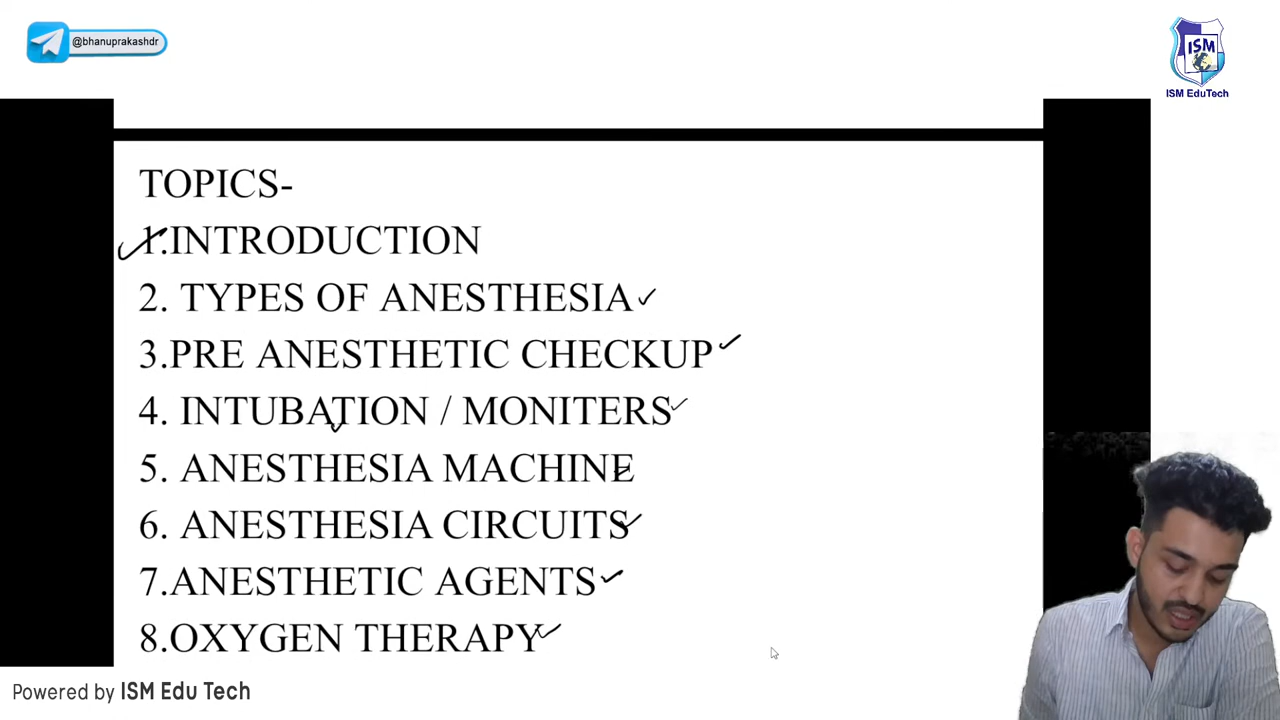 @bhanuprakashdr
ISM
ISM EduTech
TOPICS-
1.INTRODUCTION
2. TYPES OF ANESTHESIA
3.PRE ANESTHETIC CHECKUP
4. INTUBATION / MONITERS
5. ANESTHESIA MACHINE
6. ANESTHESIA CIRCUITS
7.ANESTHETIC AGENTS
8.OXYGEN THERAPY
Powered by ISM Edu Tech